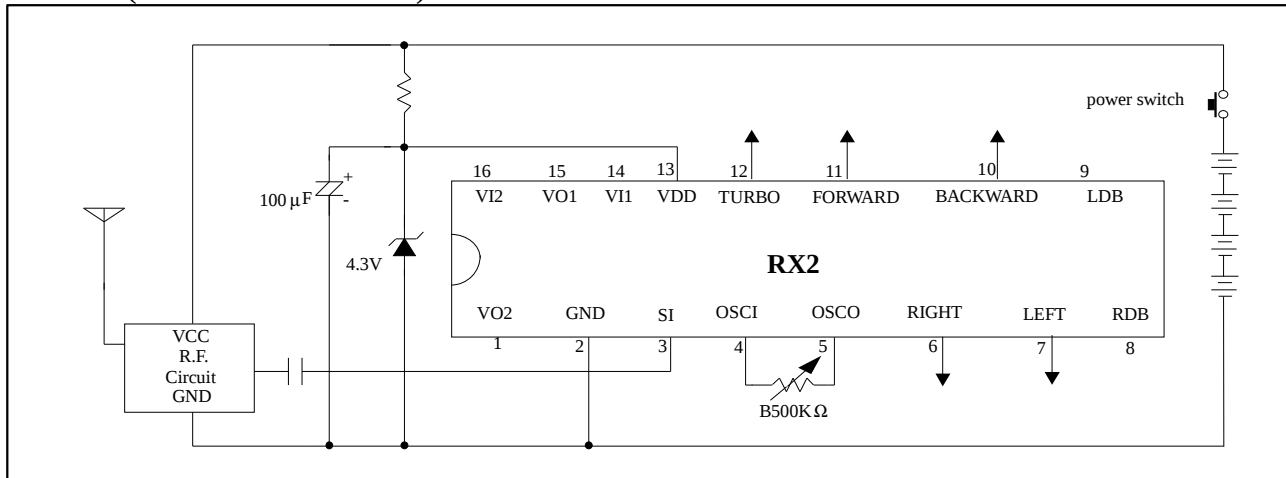 power switch
16 15 14 13 12 11 10 9
VI2 VO1 VI1 VDD TURBO FORWARD BACKWARD LDB
100 μF
+
-
4.3V
RX2
VO2 GND SI OSCI OSCO RIGHT LEFT RDB
1 2 3 4 5 6 7 8
VCC
R.F.
Circuit
GND
B500KΩ